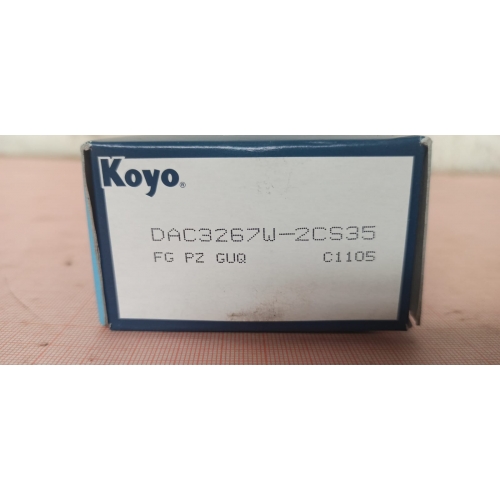 Koyo®
DAC3267W-2CS35
FG PZ GUQ C1105